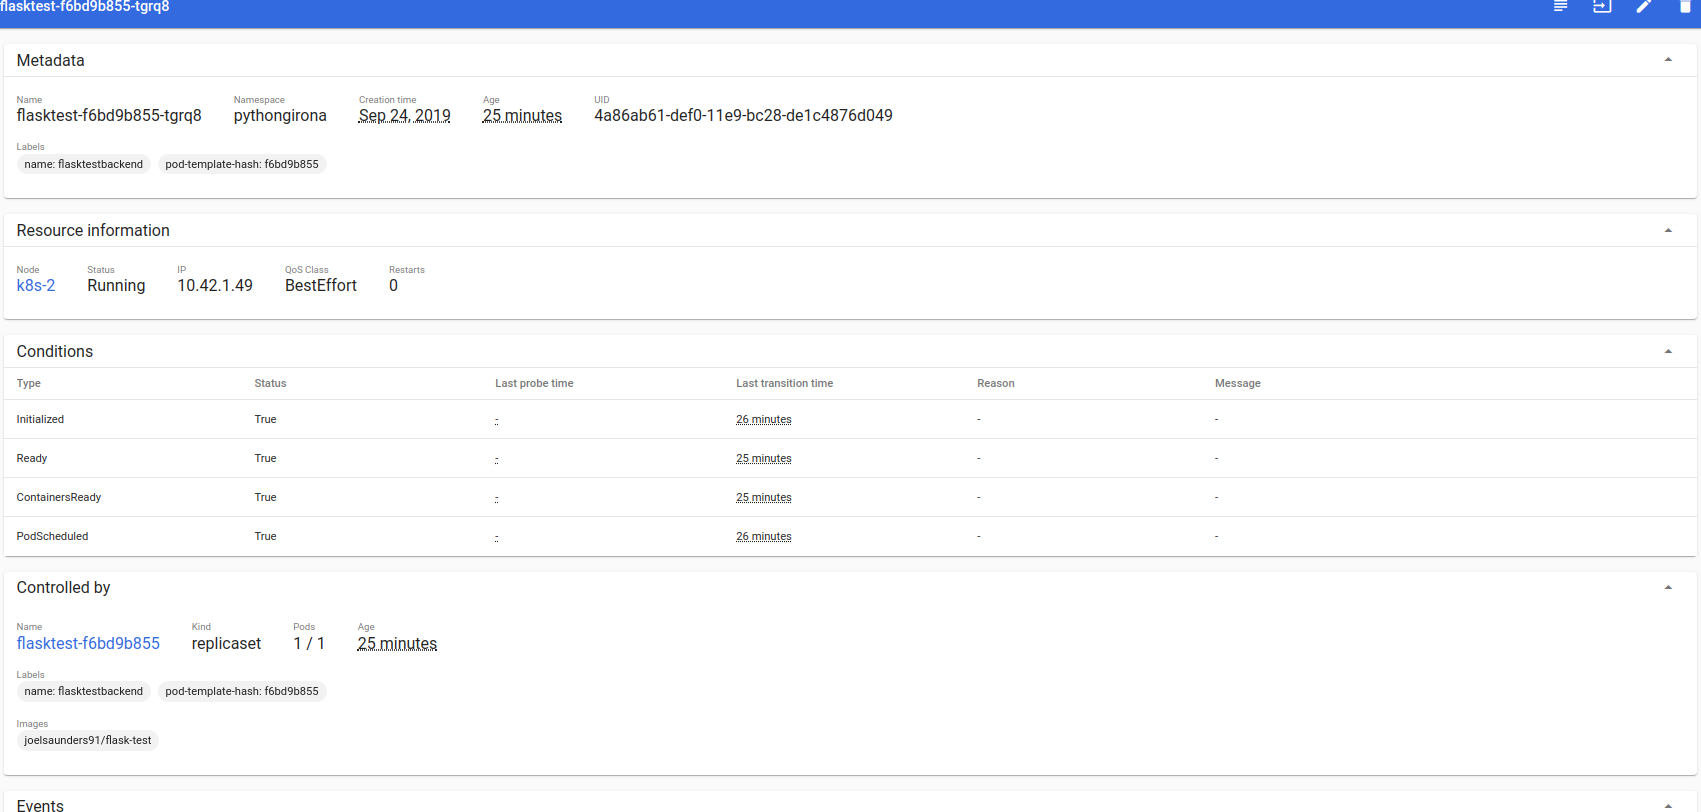 flasktest-f6bd9b855-tgrq8
Metadata
Name Namespace Creation time Age UID
flasktest-f6bd9b855-tgrq8 pythongirona Sep 24, 2019 25 minutes 4a86ab61-def0-11e9-bc28-de1c4876d049
Labels
name: flasktestbackend pod-template-hash: f6bd9b855
Resource information
Node Status IP QoS Class Restarts
k8s-2 Running 10.42.1.49 BestEffort 0
Conditions
Type Status Last probe time Last transition time Reason Message
Initialized True - 26 minutes - -
Ready True - 25 minutes - -
ContainersReady True - 25 minutes - -
PodScheduled True - 26 minutes - -
Controlled by
Name Kind Pods Age
flasktest-f6bd9b855 replicaset 1 / 1 25 minutes
Labels
name: flasktestbackend pod-template-hash: f6bd9b855
Images
joelsaunders91/flask-test
Events